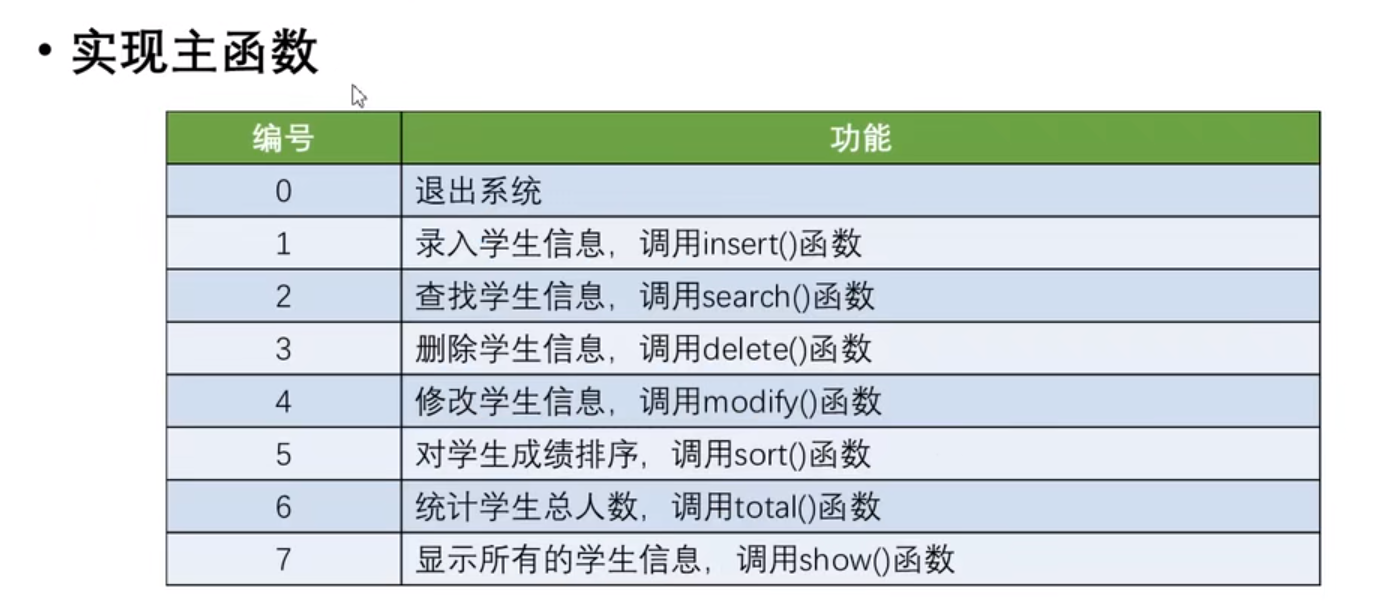 • 实现主函数
编号 功能
0 退出系统
1 录入学生信息，调用insert()函数
2 查找学生信息，调用search()函数
3 删除学生信息，调用delete()函数
4 修改学生信息，调用modify()函数
5 对学生成绩排序，调用sort()函数
6 统计学生总人数，调用total()函数
7 显示所有的学生信息，调用show()函数